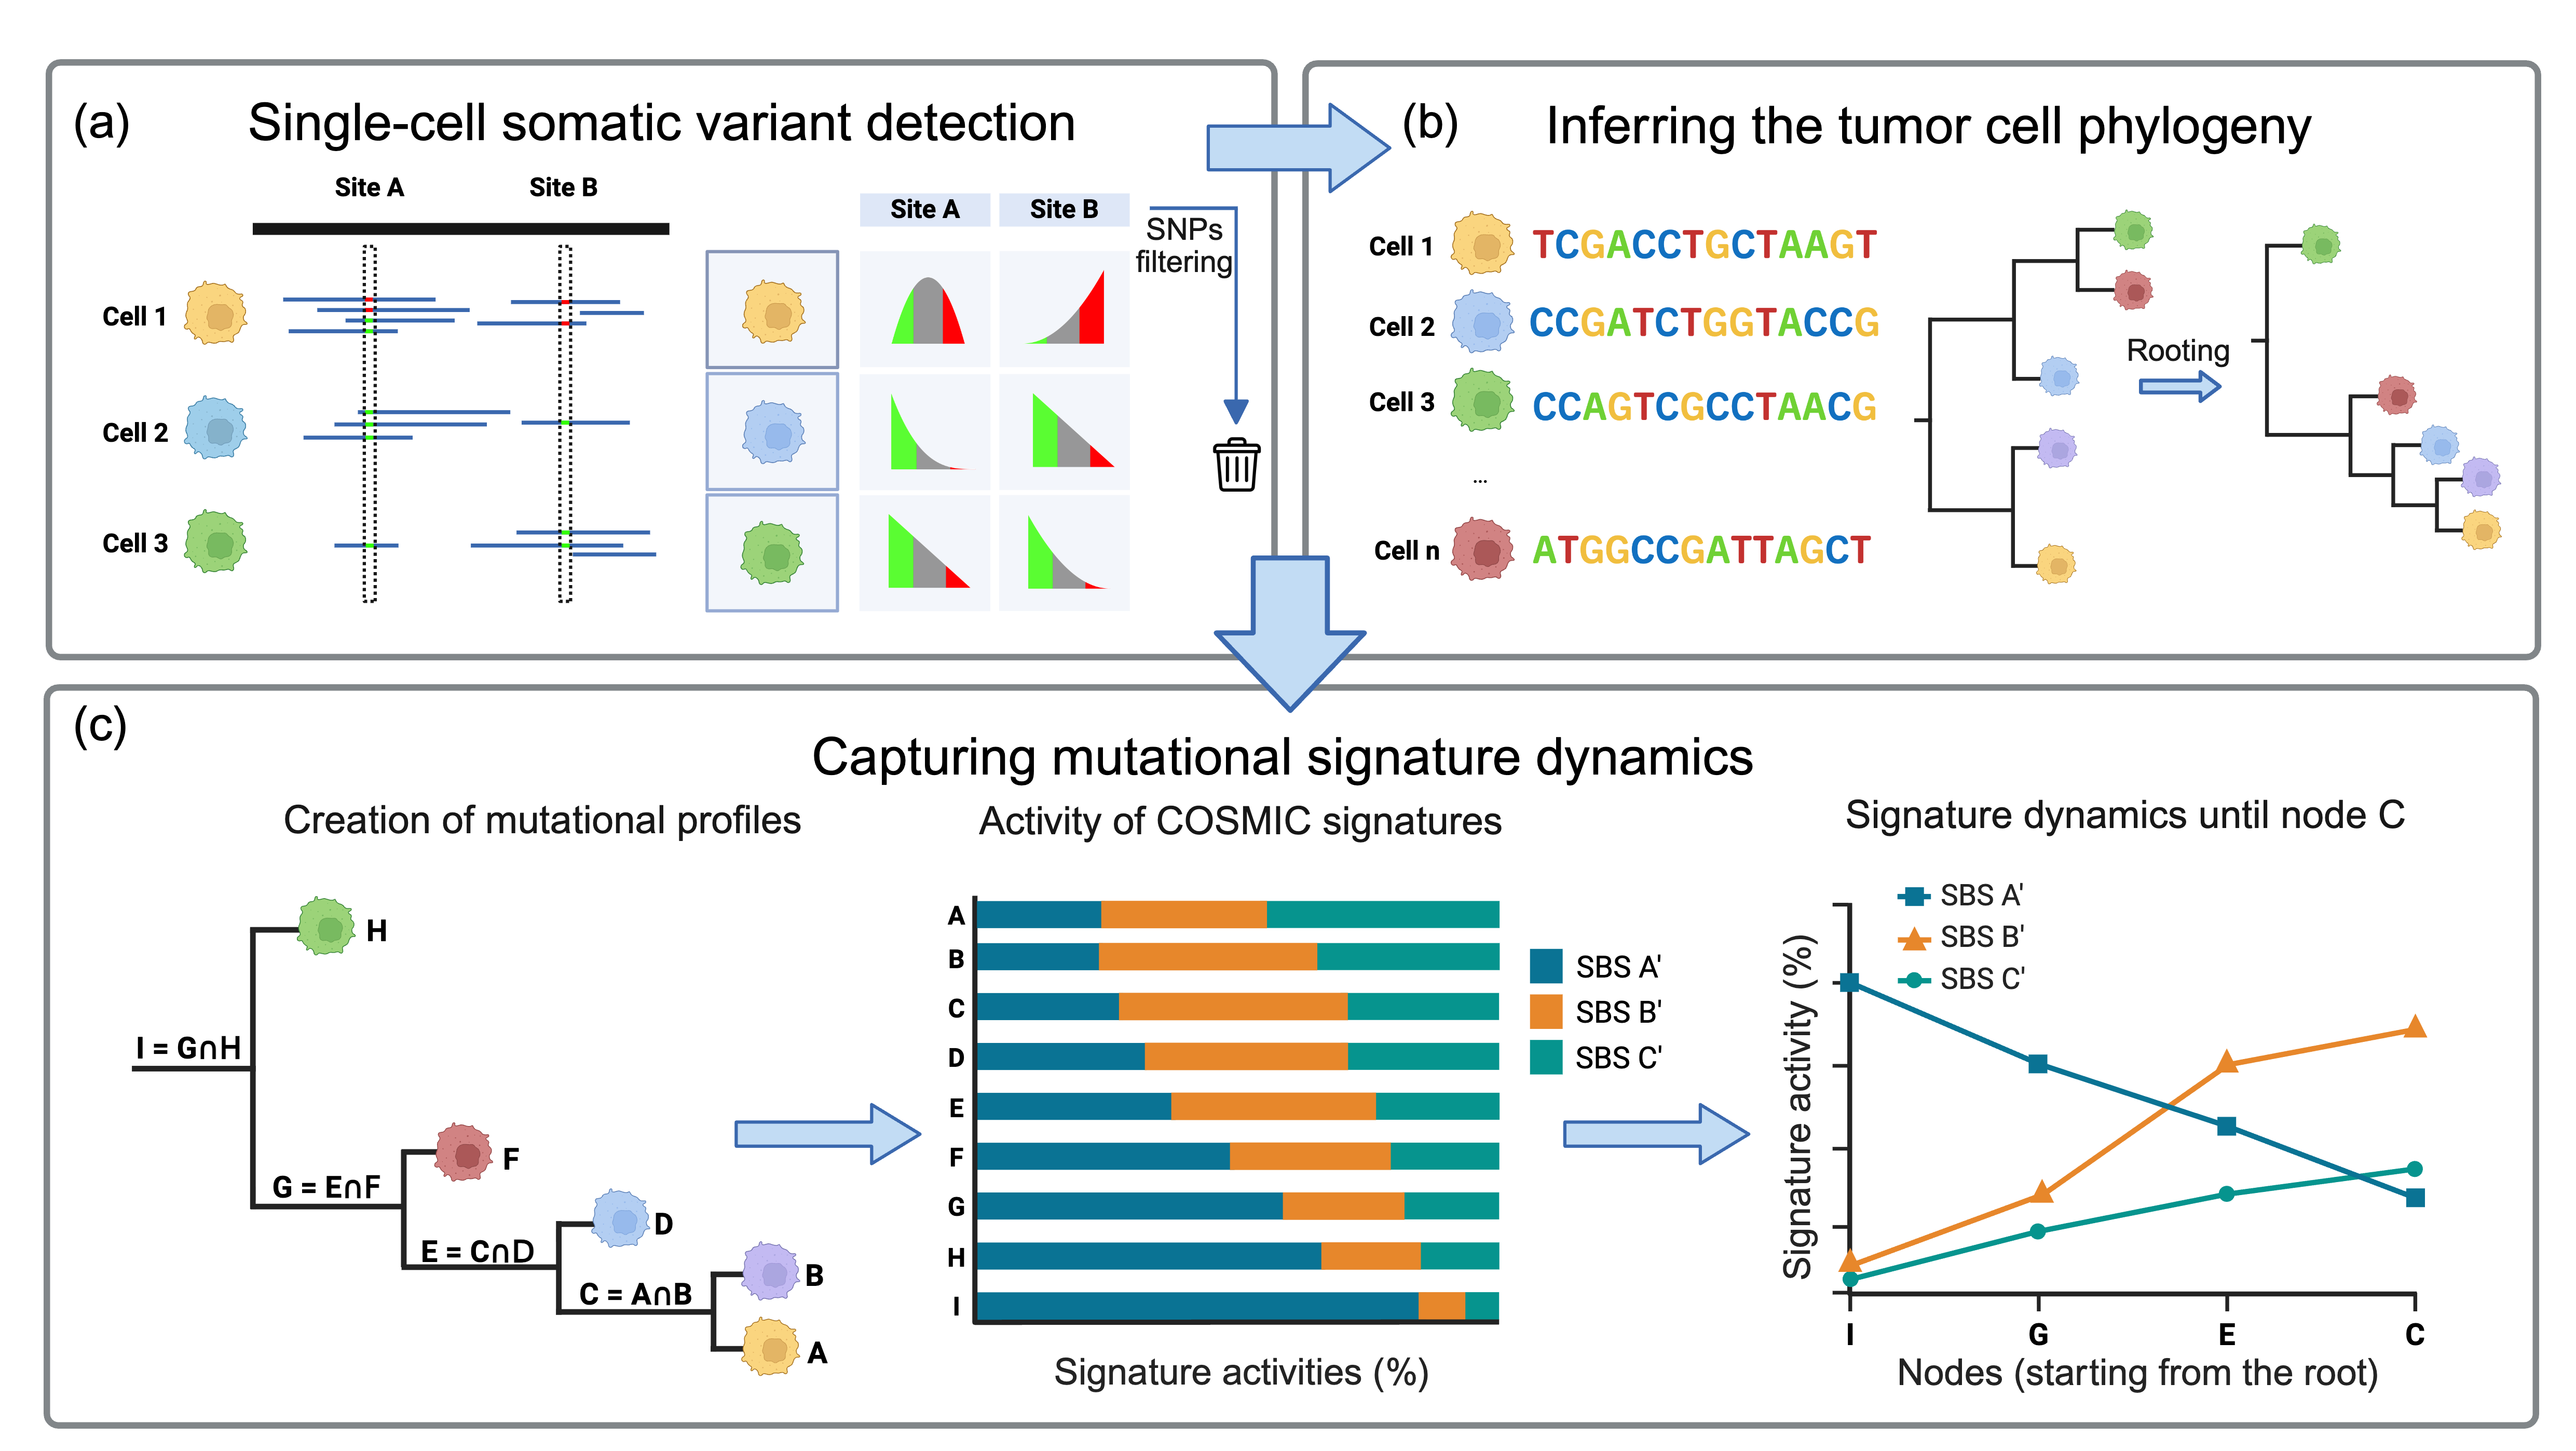 (a)
Single-cell somatic variant detection
Site A
Site B
Site A
Site B
SNPs
filtering
Cell 1
Cell 2
Cell 3
(b)
Inferring the tumor cell phylogeny
Cell 1
TCGACCTGCTAAGT
Cell 2
CCGATCTGGTACCG
Cell 3
CCAGTCGCCTAACG
...
Cell n
ATGGCCGATTAGCT
Rooting
(c)
Capturing mutational signature dynamics
Creation of mutational profiles
H
I = G∩H
F
G = E∩F
D
E = C∩D
B
C = A∩B
A
Activity of COSMIC signatures
A
B
C
D
E
F
G
H
I
SBS A'
SBS B'
SBS C'
Signature activities (%)
Signature dynamics until node C
SBS A'
SBS B'
SBS C'
Signature activity (%)
I
G
E
C
Nodes (starting from the root)